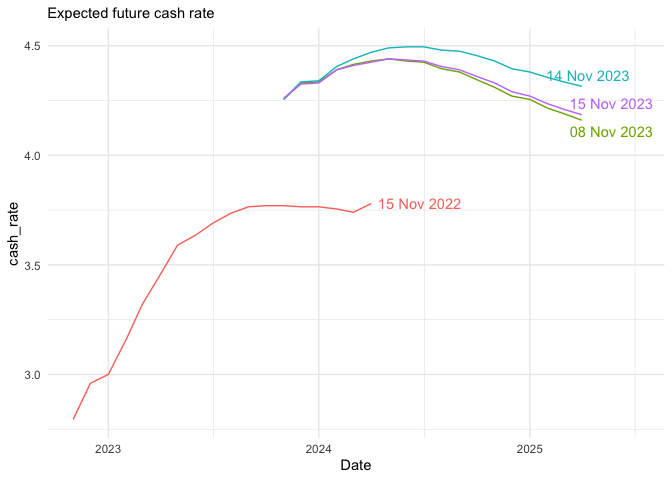 Expected future cash rate
4.5
14 Nov 2023
15 Nov 2023
08 Nov 2023
4.0
15 Nov 2022
cash_rate
3.5
3.0
2023
2024
2025
Date